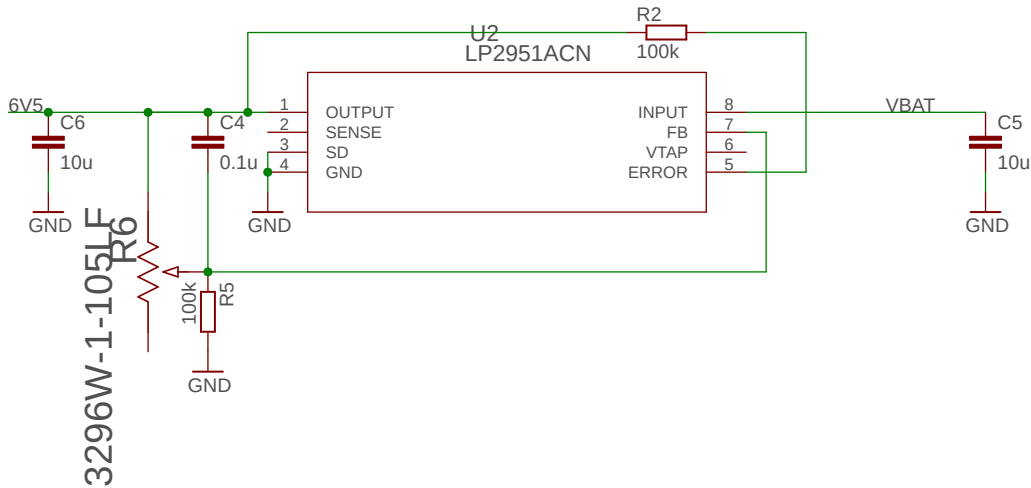 R2
U2
100k
LP2951ACN
6V5
C6
10u
GND
C4
0.1u
1
2
3
4
OUTPUT
SENSE
SD
GND
INPUT
FB
VTAP
ERROR
8
7
6
5
VBAT
C5
10u
GND
GND
R6
3296W-1-105LF
100k
R5
GND